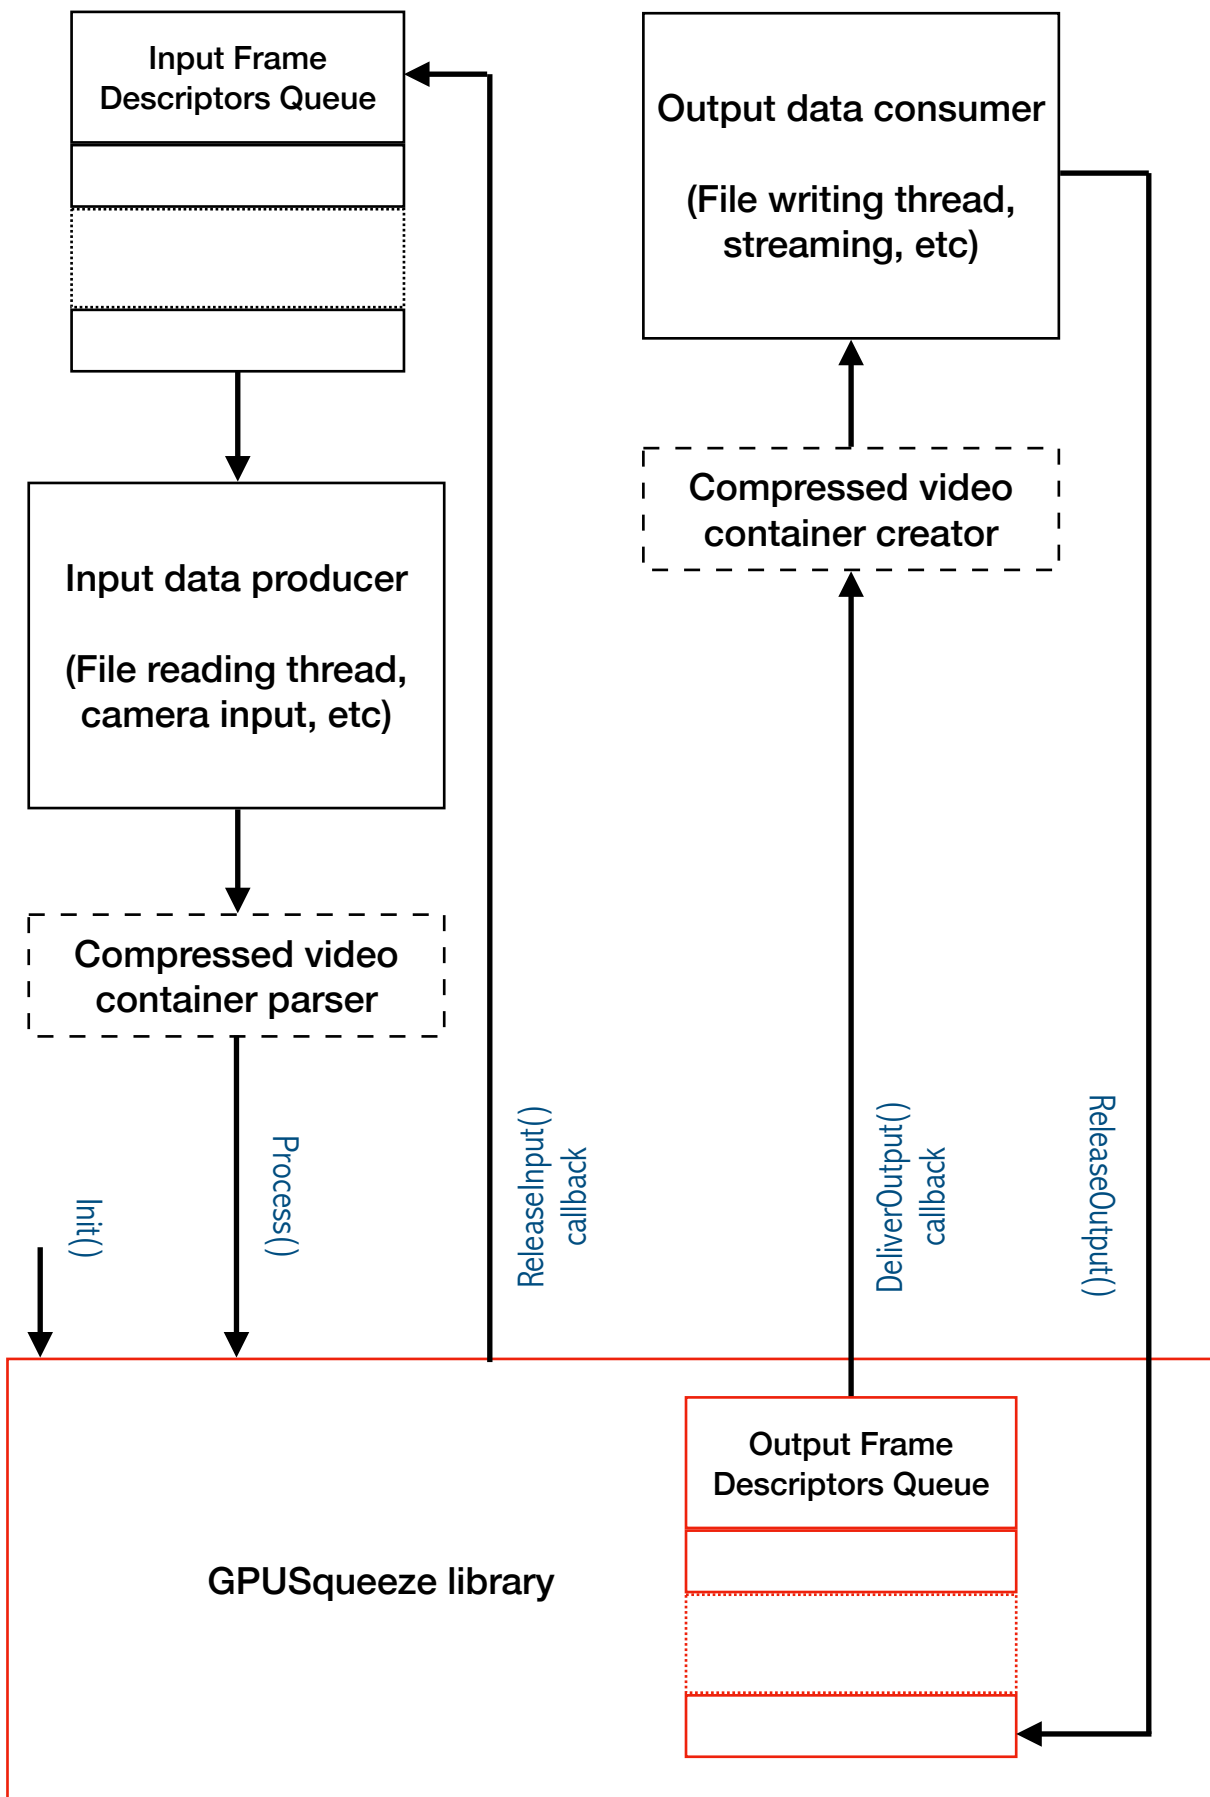 Input Frame
Descriptors Queue
Output data consumer
(File writing thread,
streaming, etc)
Compressed video
container creator
Input data producer
(File reading thread,
camera input, etc)
Compressed video
container parser
Init()
Process()
ReleaseInput()
callback
DeliverOutput()
callback
ReleaseOutput()
Output Frame
Descriptors Queue
GPUSqueeze library